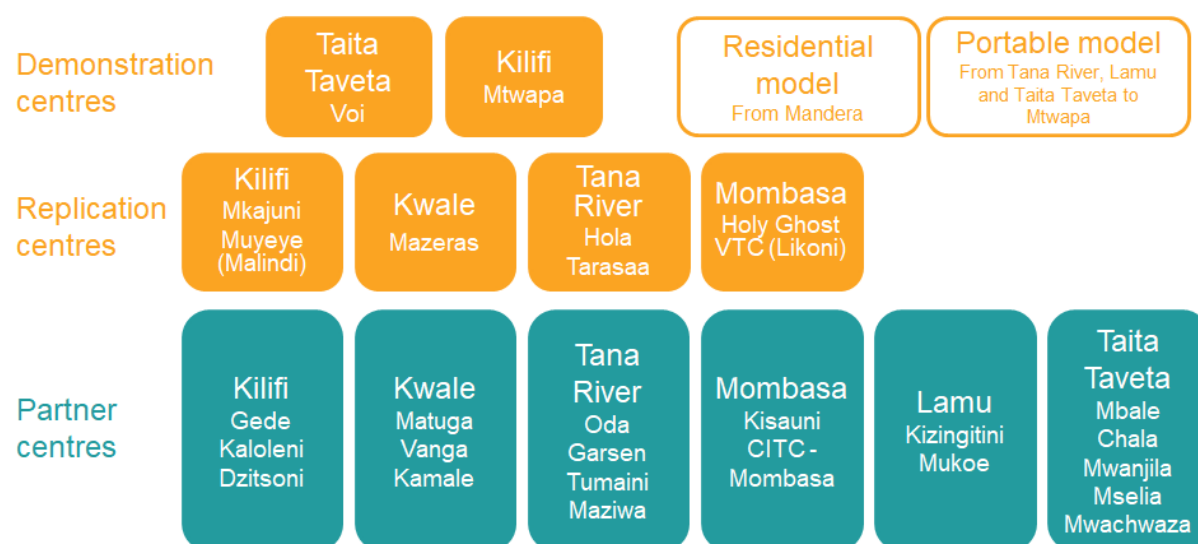 Demonstration
centres
Taita
Taveta
Voi
Kilifi
Mtwapa
Residential
model
From Mandera
Portable model
From Tana River, Lamu
and Taita Taveta to
Mtwapa
Replication
centres
Kilifi
Mkajuni
Muyeye
(Malindi)
Kwale
Mazeras
Tana
River
Hola
Tarasaa
Mombasa
Holy Ghost
VTC (Likoni)
Partner
centres
Kilifi
Gede
Kaloleni
Dzitsoni
Kwale
Matuga
Vanga
Kamale
Tana
River
Oda
Garsen
Tumaini
Maziwa
Mombasa
Kisauni
CITC -
Mombasa
Lamu
Kizingitini
Mukoe
Taita
Taveta
Mbale
Chala
Mwanjila
Mselia
Mwachwaza